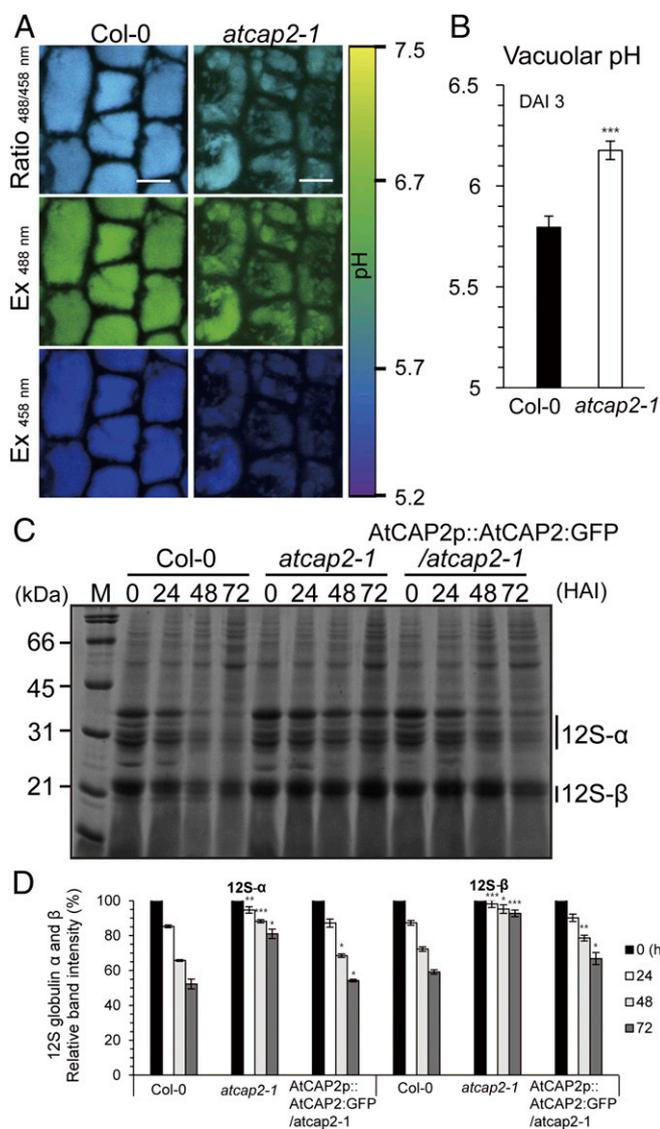 A
Col-0 atcap2-1
Ratio 488/458 nm
Ex 488 nm
Ex 458 nm
7.5
6.7
pH
5.7
5.2
B
Vacuolar pH
DAI 3
***
6.5
6
5.5
5
Col-0 atcap2-1
C
AtCAP2p::AtCAP2:GFP
Col-0 atcap2-1 /atcap2-1
(kDa) M 0 24 48 72 0 24 48 72 0 24 48 72 (HAI)
66
45
31
21
12S-α
12S-β
D
12S globulin α and β
Relative band intensity (%)
100
80
60
40
20
0
12S-α 12S-β
** *** * * * *** * *** ** *
0 (h)
24
48
72
Col-0 atcap2-1 AtCAP2p::
AtCAP2:GFP
/atcap2-1
Col-0 atcap2-1 AtCAP2p::
AtCAP2:GFP
/atcap2-1